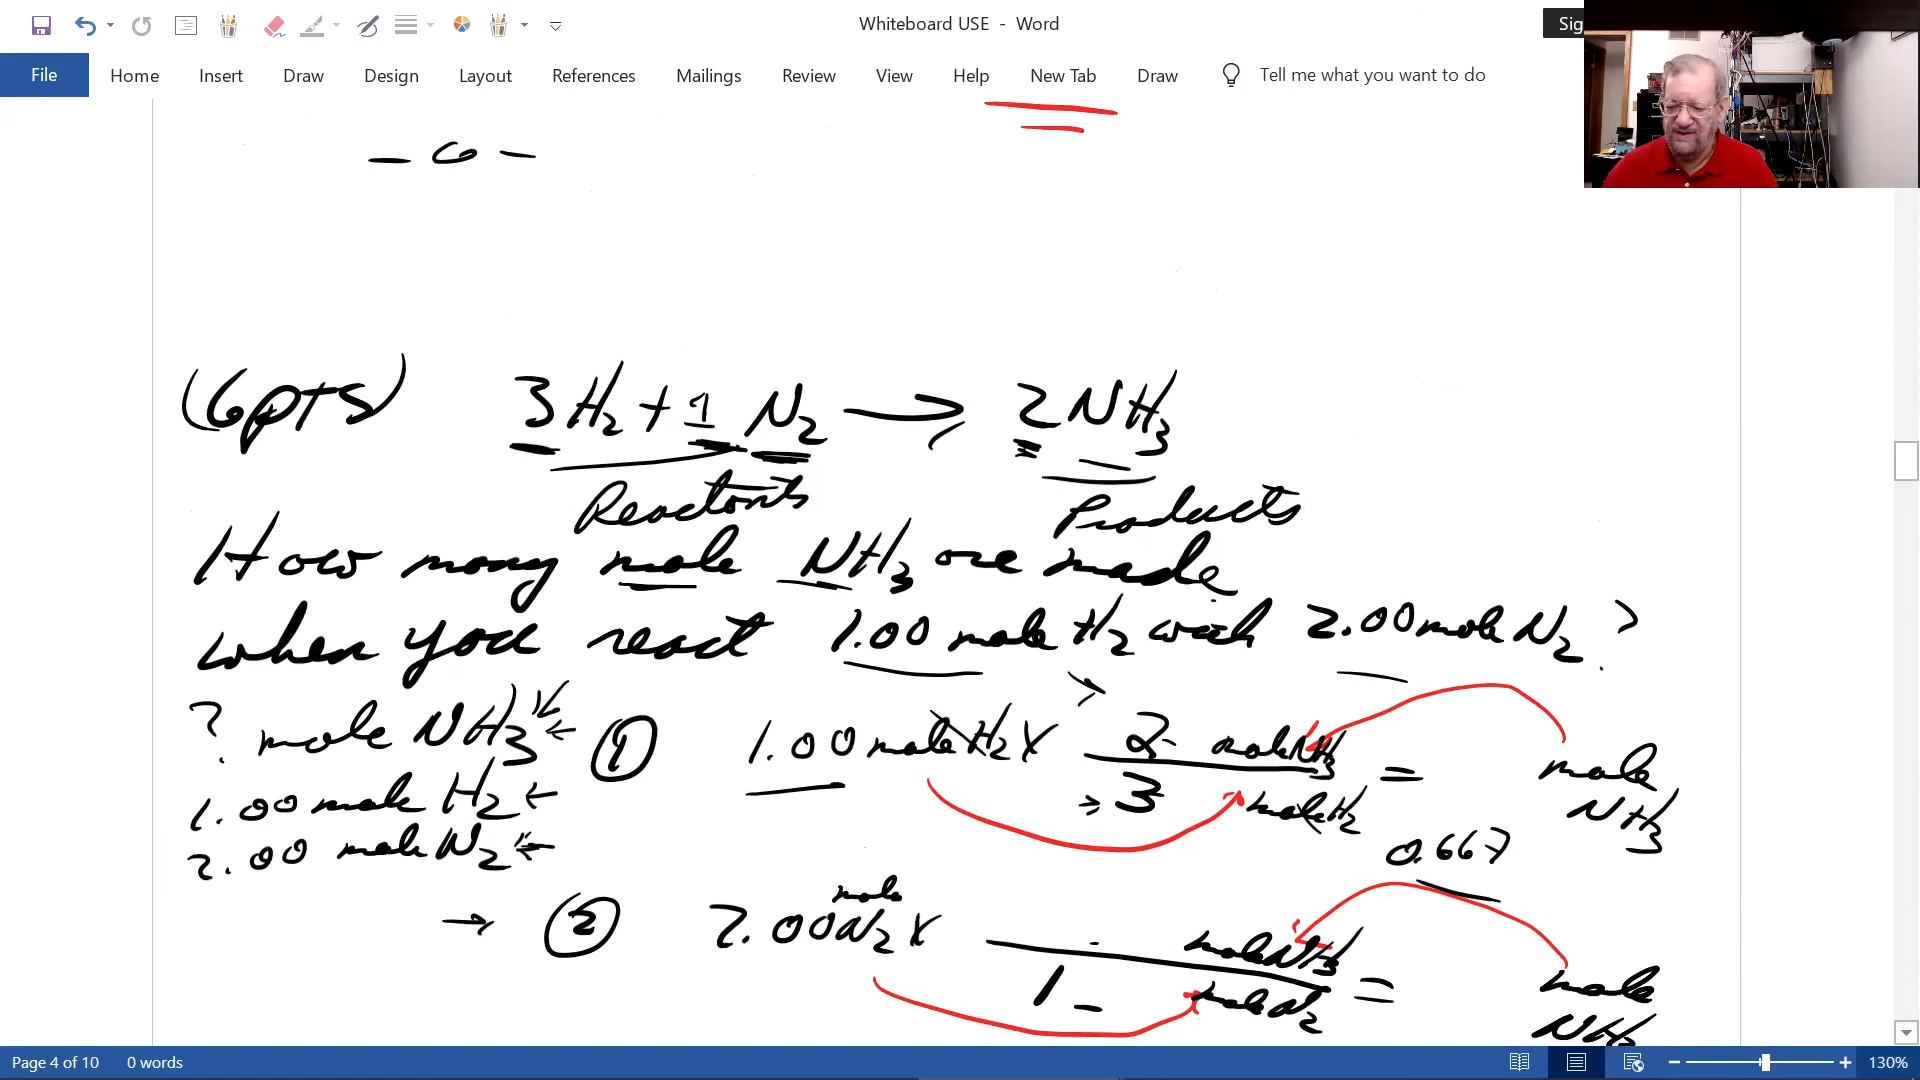 Whiteboard USE - Word
Sig
File Home Insert Draw Design Layout References Mailings Review View Help New Tab Draw Tell me what you want to do
(6pts) 3H₂ + 1 N₂ → 2NH₃
Reactants Products
How many mole NH₃ are made
when you react 1.00 mole H₂ with 2.00 mole N₂ ?
? mole NH₃ ① 1.00 mole H₂ x 2 mole NH₃ / 3 mole H₂ = 0.667 mole NH₃
1.00 mole H₂
2.00 mole N₂
→ ② 2.00 mole N₂ x mole NH₃ / 1 mole N₂ = mole NH₃
Page 4 of 10 0 words 130%